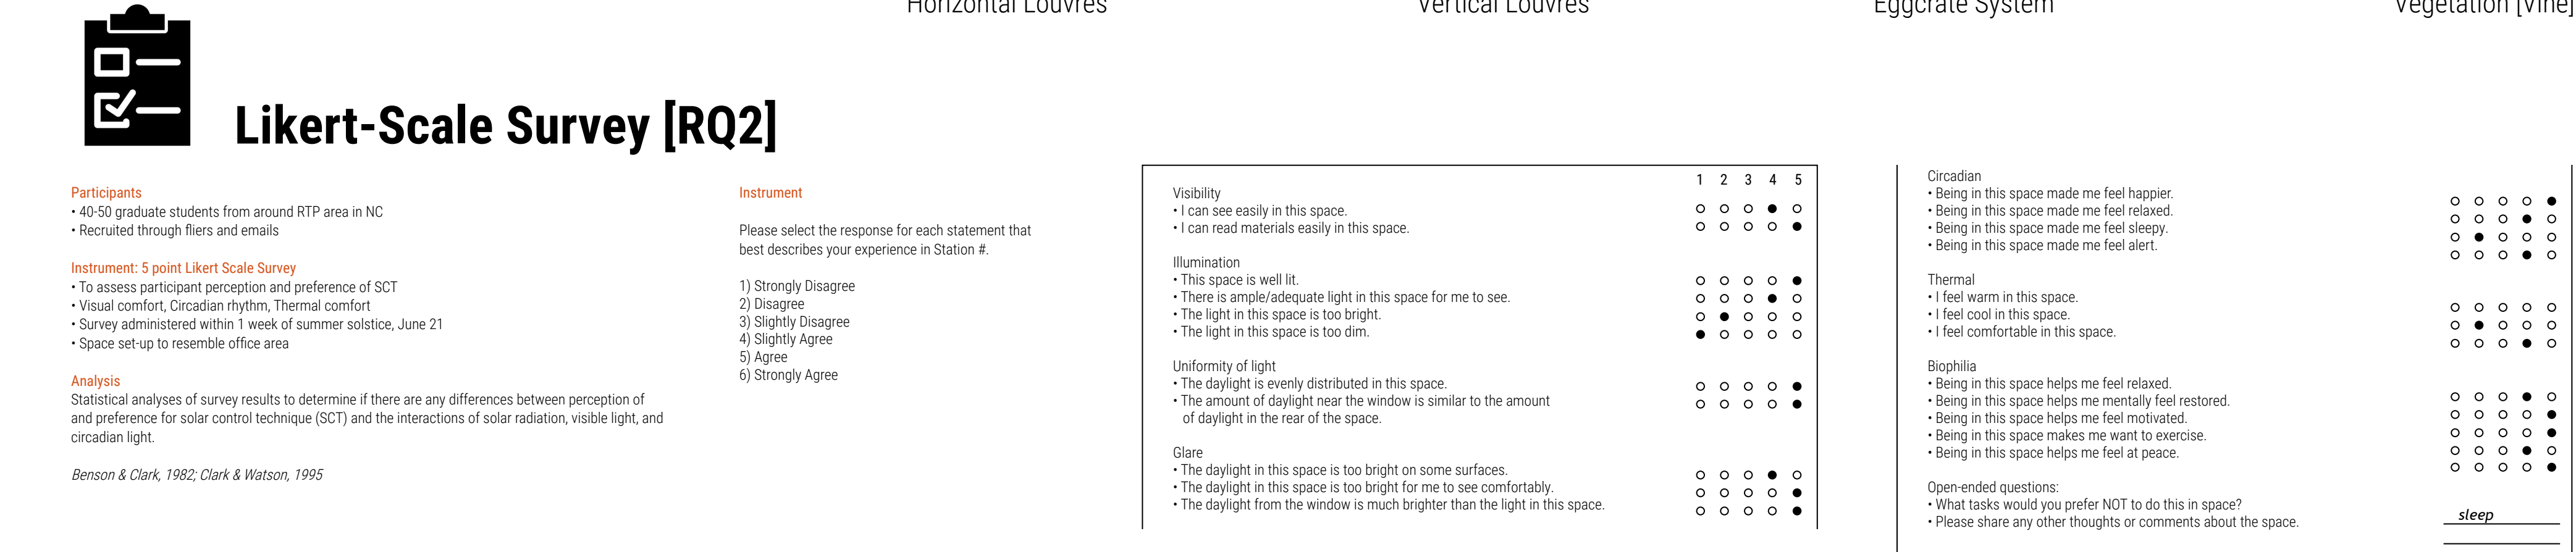 Horizontal Louvres
Vertical Louvres
Eggcrate System
Vegetation [Vine]
Likert-Scale Survey [RQ2]
Participants
• 40-50 graduate students from around RTP area in NC
• Recruited through fliers and emails
Instrument: 5 point Likert Scale Survey
• To assess participant perception and preference of SCT
• Visual comfort, Circadian rhythm, Thermal comfort
• Survey administered within 1 week of summer solstice, June 21
• Space set-up to resemble office area
Analysis
Statistical analyses of survey results to determine if there are any differences between perception of
and preference for solar control technique (SCT) and the interactions of solar radiation, visible light, and
circadian light.
Benson & Clark, 1982; Clark & Watson, 1995
Instrument
Please select the response for each statement that
best describes your experience in Station #.
1) Strongly Disagree
2) Disagree
3) Slightly Disagree
4) Slightly Agree
5) Agree
6) Strongly Agree
1 2 3 4 5
Visibility
• I can see easily in this space.
• I can read materials easily in this space.
Illumination
• This space is well lit.
• There is ample/adequate light in this space for me to see.
• The light in this space is too bright.
• The light in this space is too dim.
Uniformity of light
• The daylight is evenly distributed in this space.
• The amount of daylight near the window is similar to the amount
of daylight in the rear of the space.
Glare
• The daylight in this space is too bright on some surfaces.
• The daylight in this space is too bright for me to see comfortably.
• The daylight from the window is much brighter than the light in this space.
Circadian
• Being in this space made me feel happier.
• Being in this space made me feel relaxed.
• Being in this space made me feel sleepy.
• Being in this space made me feel alert.
Thermal
• I feel warm in this space.
• I feel cool in this space.
• I feel comfortable in this space.
Biophilia
• Being in this space helps me feel relaxed.
• Being in this space helps me mentally feel restored.
• Being in this space helps me feel motivated.
• Being in this space makes me want to exercise.
• Being in this space helps me feel at peace.
Open-ended questions:
• What tasks would you prefer NOT to do this in space?
• Please share any other thoughts or comments about the space.
sleep